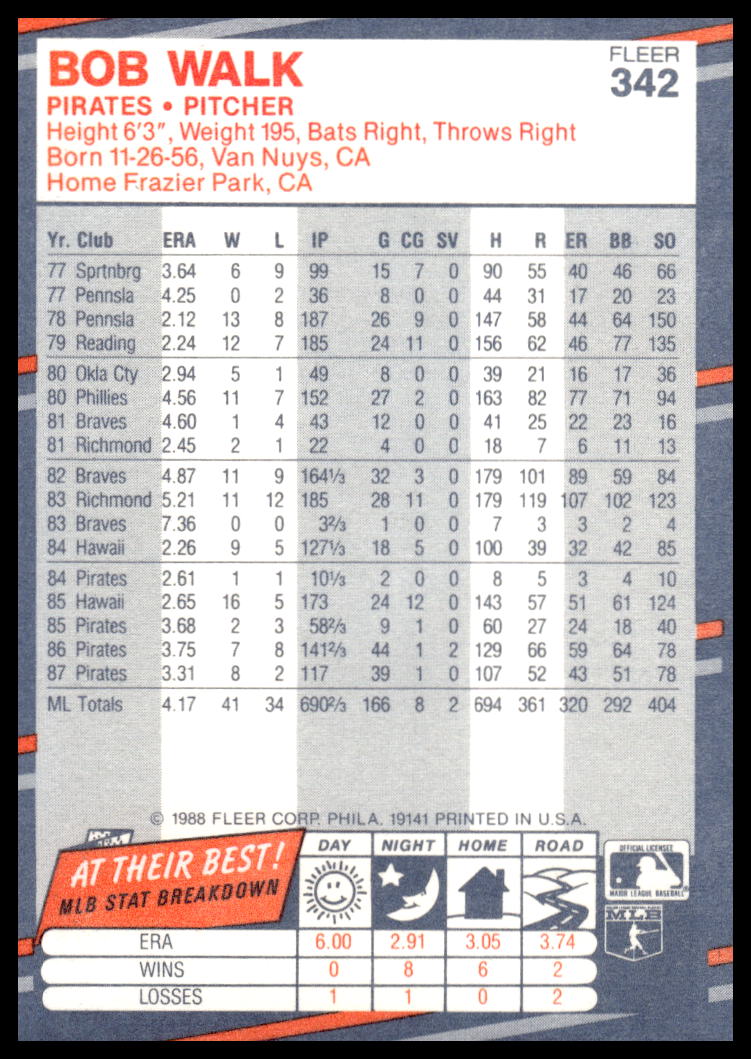 BOB WALK
FLEER
342
PIRATES • PITCHER
Height 6'3", Weight 195, Bats Right, Throws Right
Born 11-26-56, Van Nuys, CA
Home Frazier Park, CA
Yr. Club ERA W L IP G CG SV H R ER BB SO
77 Sprtnbrg 3.64 6 9 99 15 7 0 90 55 40 46 66
77 Pennsla 4.25 0 2 36 8 0 0 44 31 17 20 23
78 Pennsla 2.12 13 8 187 26 9 0 147 58 44 64 150
79 Reading 2.24 12 7 185 24 11 0 156 62 46 77 135
80 Okla Cty 2.94 5 1 49 8 0 0 39 21 16 17 36
80 Phillies 4.56 11 7 152 27 2 0 163 82 77 71 94
81 Braves 4.60 1 4 43 12 0 0 41 25 22 23 16
81 Richmond 2.45 2 1 22 4 0 0 18 7 6 11 13
82 Braves 4.87 11 9 164⅓ 32 3 0 179 101 89 59 84
83 Richmond 5.21 11 12 185 28 11 0 179 119 107 102 123
83 Braves 7.36 0 0 3⅔ 1 0 0 7 3 3 2 4
84 Hawaii 2.26 9 5 127⅓ 18 5 0 100 39 32 42 85
84 Pirates 2.61 1 1 10⅓ 2 0 0 8 5 3 4 10
85 Hawaii 2.65 16 5 173 24 12 0 143 57 51 61 124
85 Pirates 3.68 2 3 58⅔ 9 1 0 60 27 24 18 40
86 Pirates 3.75 7 8 141⅔ 44 1 2 129 66 59 64 78
87 Pirates 3.31 8 2 117 39 1 0 107 52 43 51 78
ML Totals 4.17 41 34 690⅔ 166 8 2 694 361 320 292 404
© 1988 FLEER CORP. PHILA. 19141 PRINTED IN U.S.A.
AT THEIR BEST!
MLB STAT BREAKDOWN
DAY NIGHT HOME ROAD
ERA 6.00 2.91 3.05 3.74
WINS 0 8 6 2
LOSSES 1 1 0 2
OFFICIAL LICENSEE
MAJOR LEAGUE BASEBALL
MLB